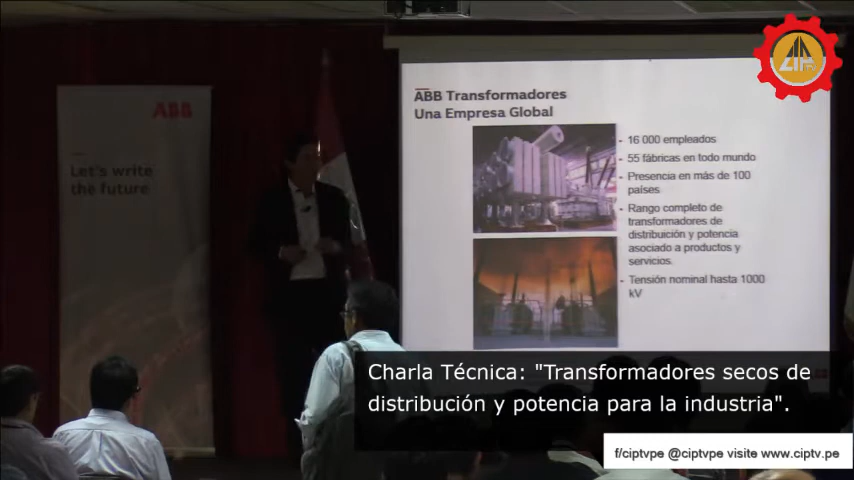 ABB
Let's write
the future
ABB Transformadores
Una Empresa Global
- 16 000 empleados
- 55 fábricas en todo mundo
- Presencia en más de 100
países
- Rango completo de
transformadores de
distribuición y potencia
asociado a productos y
servicios.
- Tensión nominal hasta 1000
kV
Charla Técnica: "Transformadores secos de
distribución y potencia para la industria".
f/ciptvpe @ciptvpe visite www.ciptv.pe